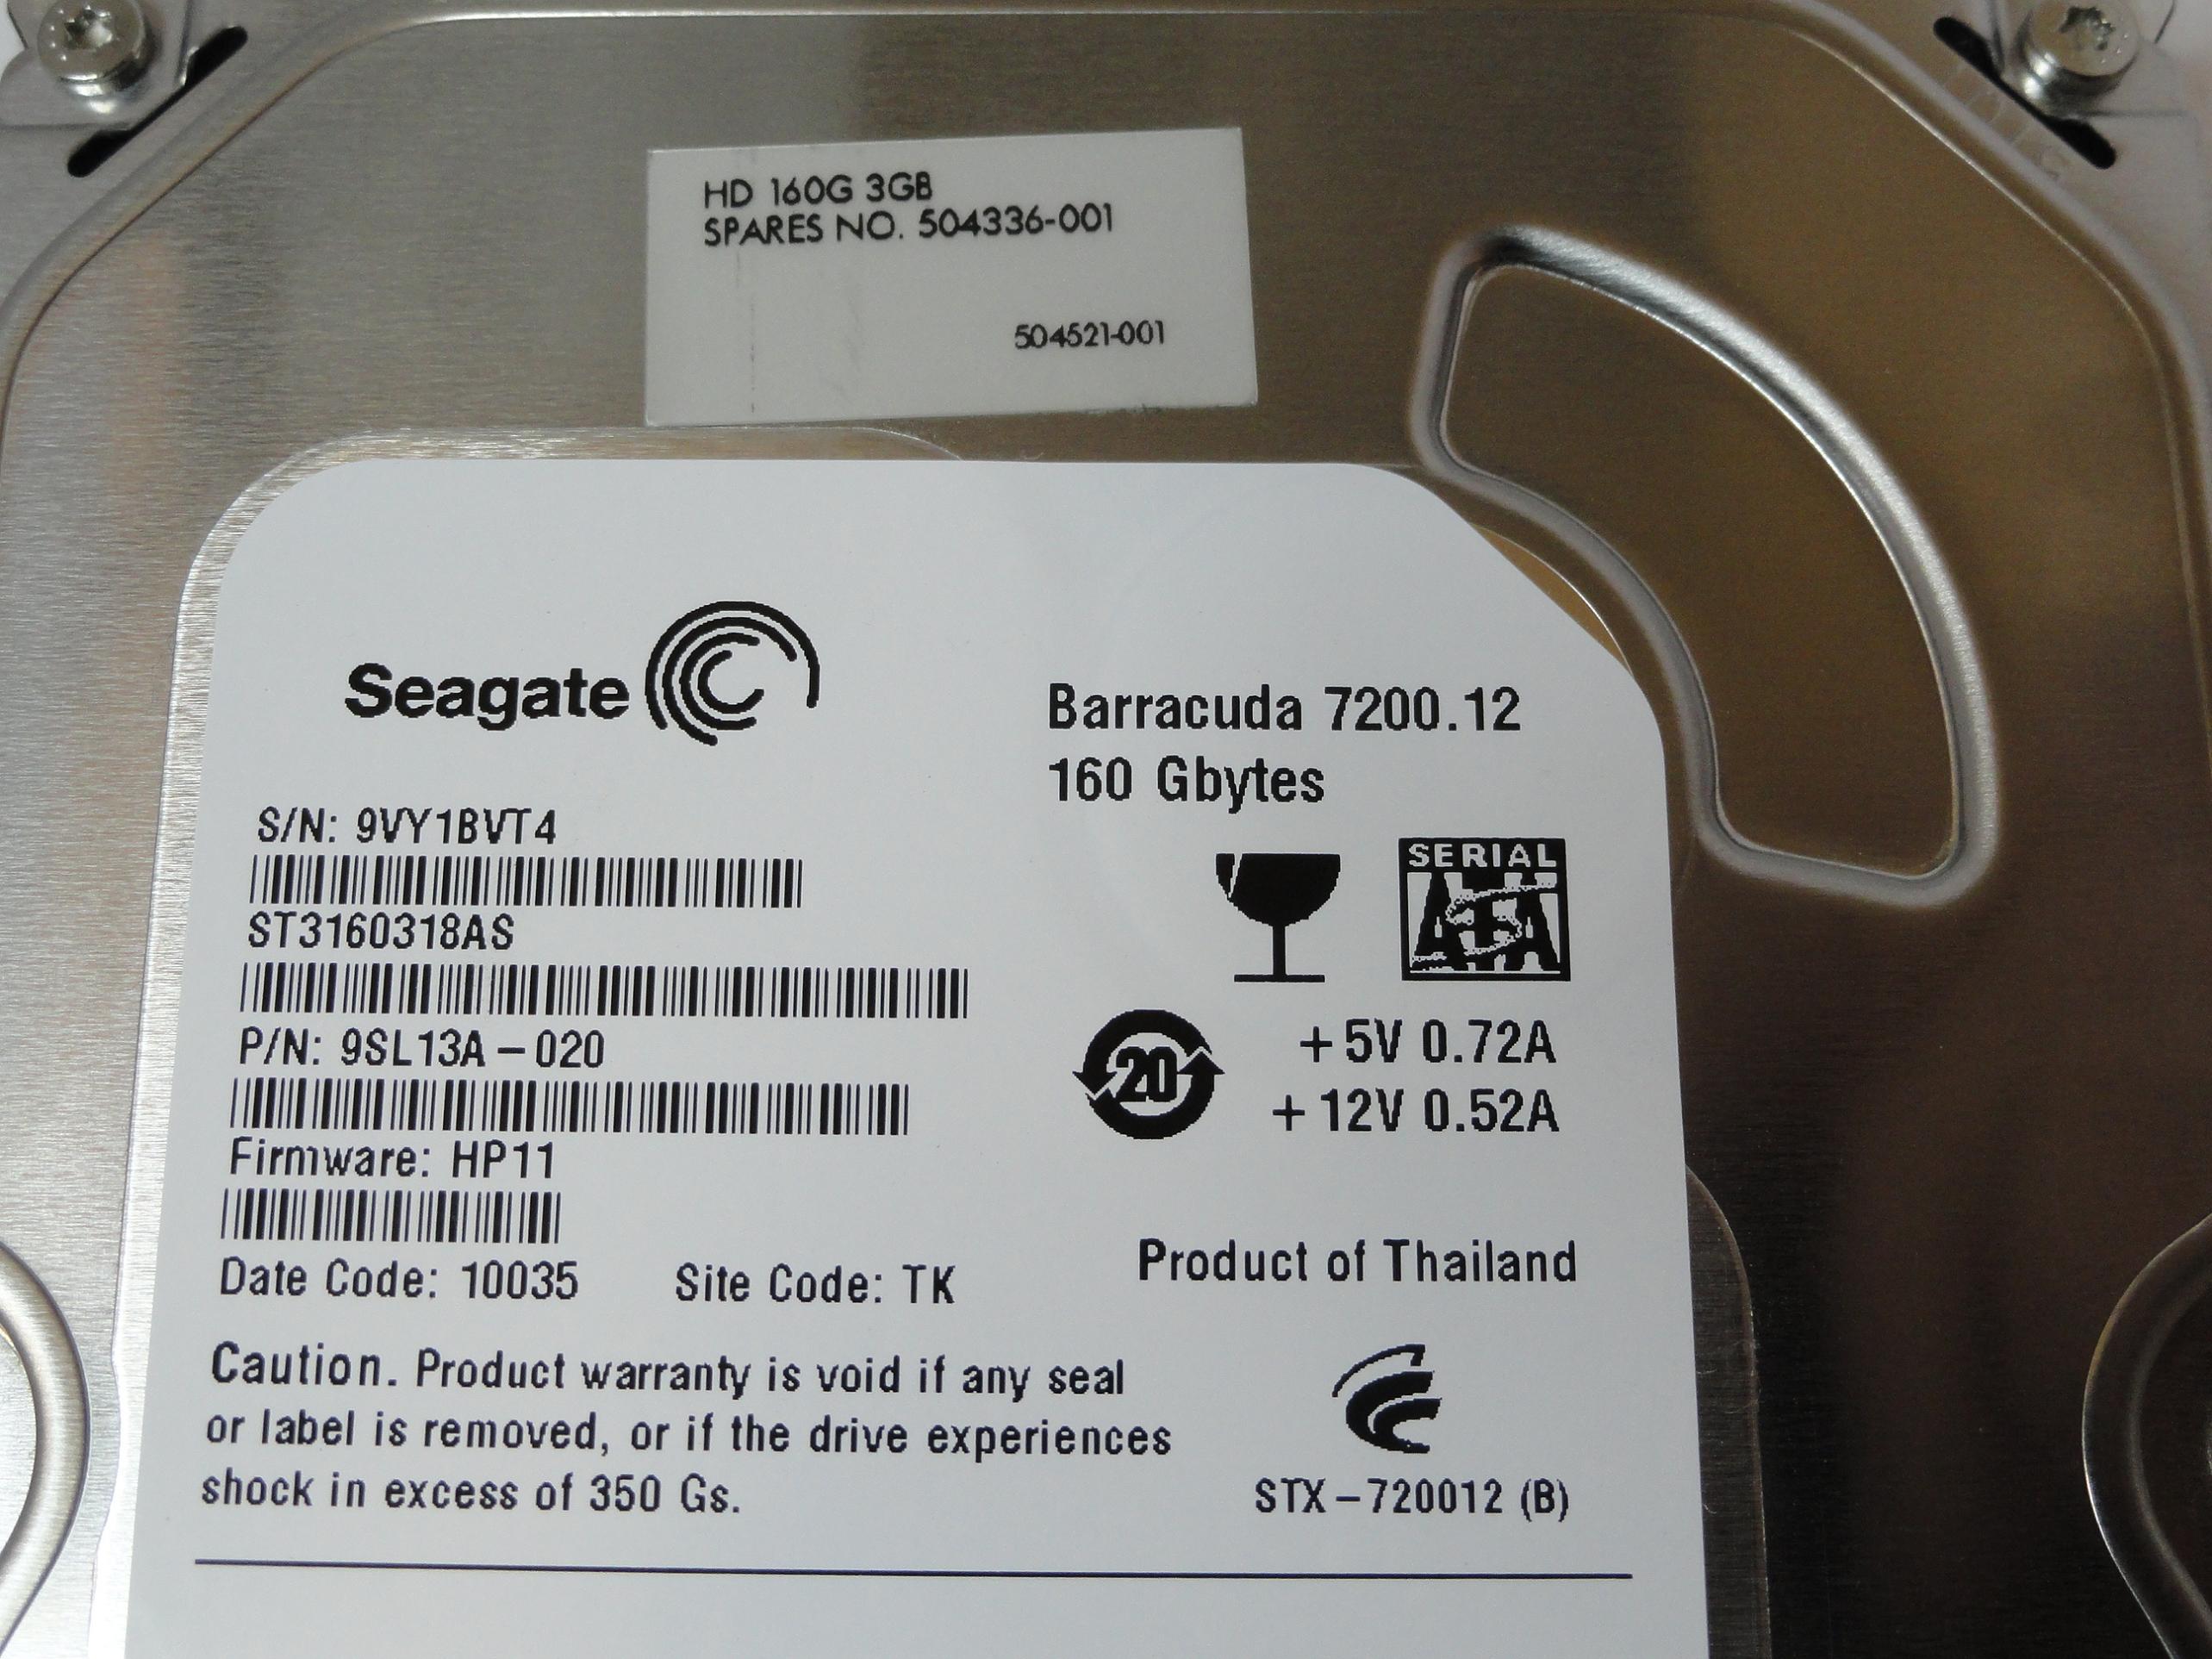 HD 160G 3GB
SPARES NO. 504336-001
504521-001
Seagate
Barracuda 7200.12
160 Gbytes
S/N: 9VY1BVT4
ST3160318AS
P/N: 9SL13A-020
Firmware: HP11
Date Code: 10035 Site Code: TK
SERIAL
ATA
20
+5V 0.72A
+12V 0.52A
Product of Thailand
Caution. Product warranty is void if any seal
or label is removed, or if the drive experiences
shock in excess of 350 Gs.
STX-720012 (B)